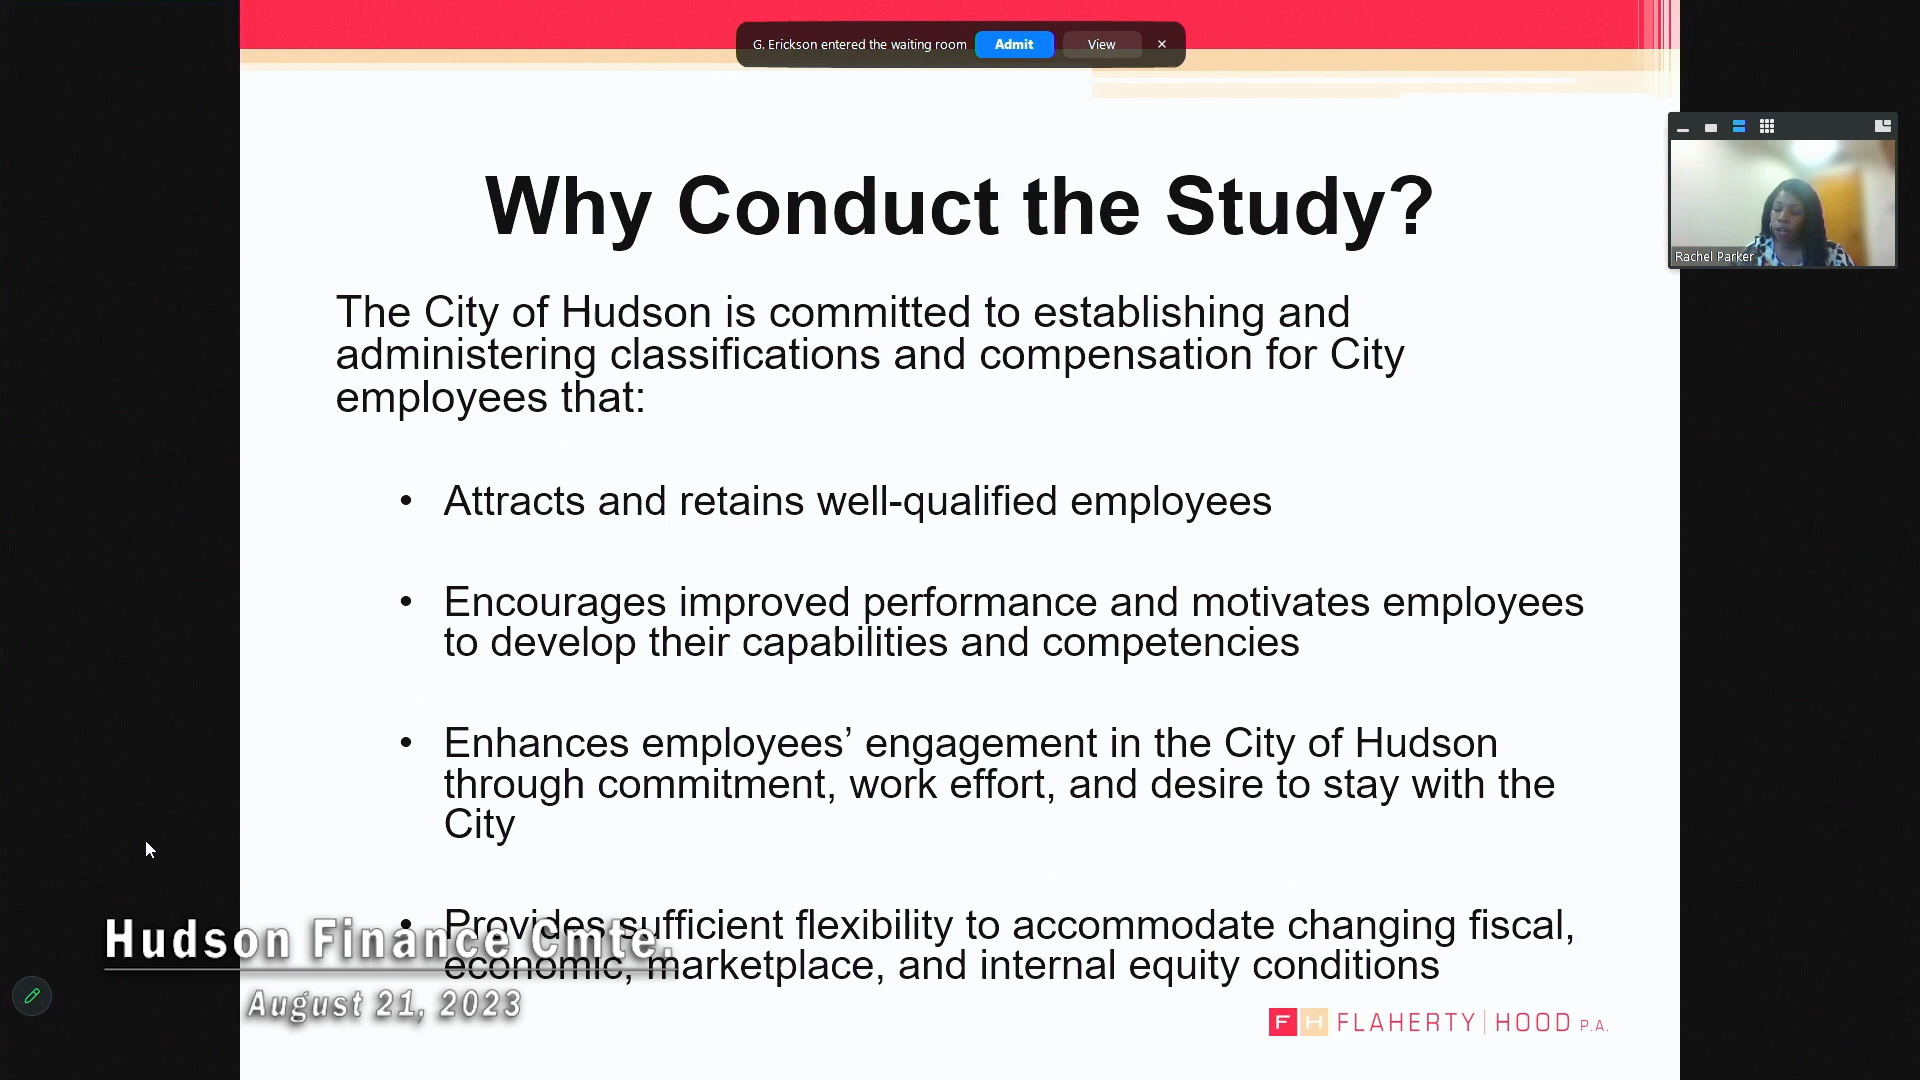 G. Erickson entered the waiting room Admit View
Rachel Parker
Why Conduct the Study?
The City of Hudson is committed to establishing and
administering classifications and compensation for City
employees that:
• Attracts and retains well-qualified employees
• Encourages improved performance and motivates employees
to develop their capabilities and competencies
• Enhances employees’ engagement in the City of Hudson
through commitment, work effort, and desire to stay with the
City
• Provides sufficient flexibility to accommodate changing fiscal,
economic, marketplace, and internal equity conditions
Hudson Finance Cmte.
August 21, 2023
FH FLAHERTY | HOOD P.A.